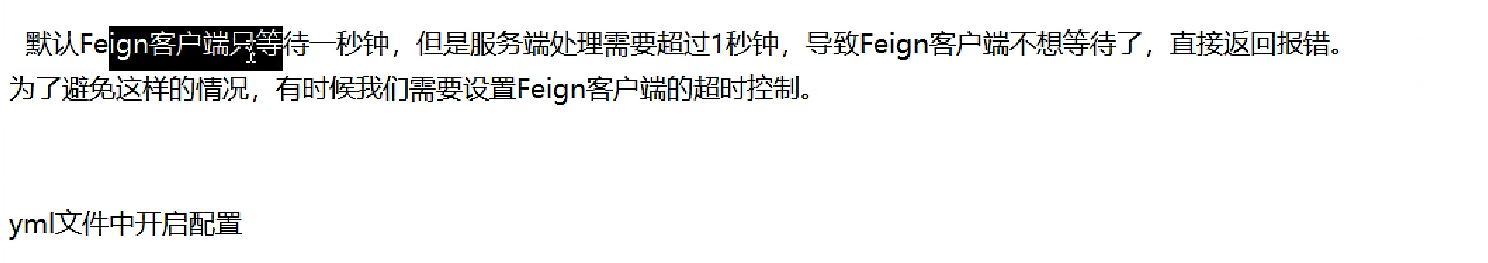 默认Feign客户端只等待一秒钟，但是服务端处理需要超过1秒钟，导致Feign客户端不想等待了，直接返回报错。
为了避免这样的情况，有时候我们需要设置Feign客户端的超时控制。
yml文件中开启配置